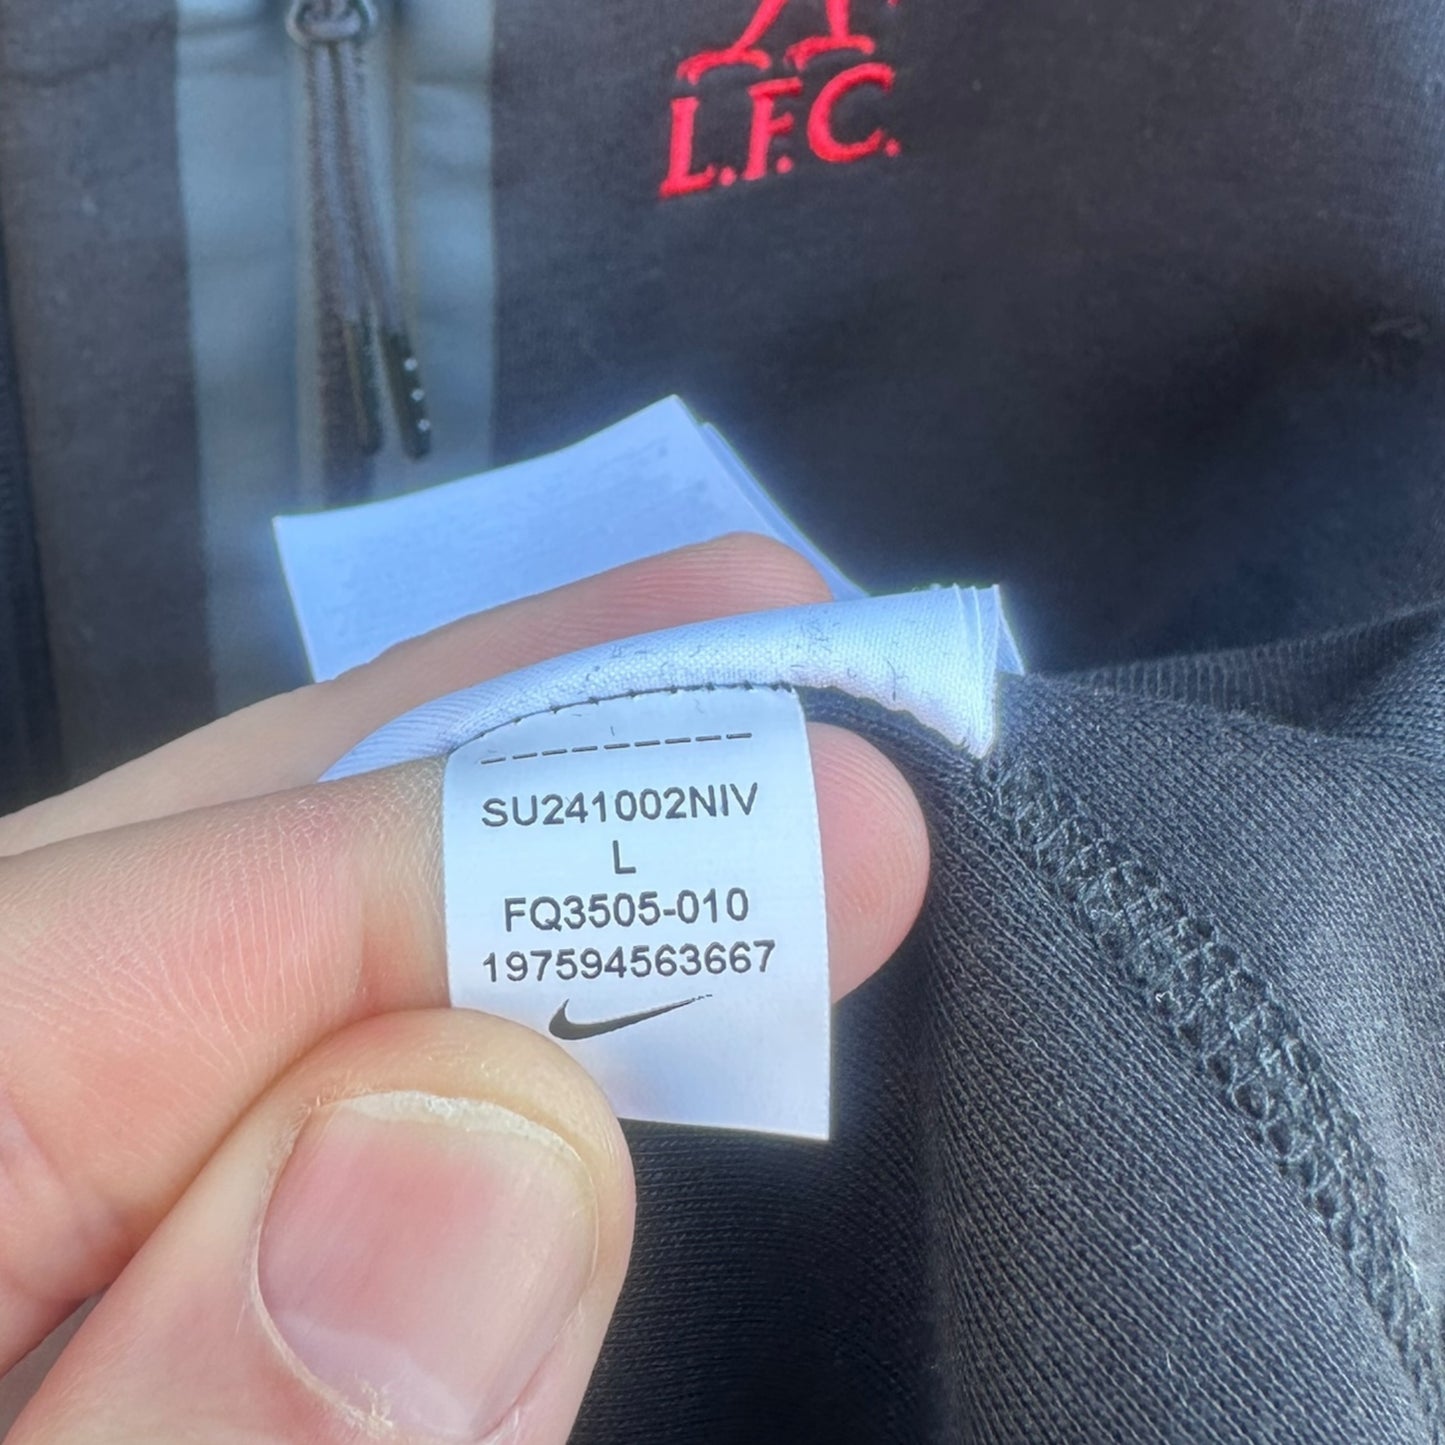 L.F.C.
SU241002NIV
L
FQ3505-010
197594563667